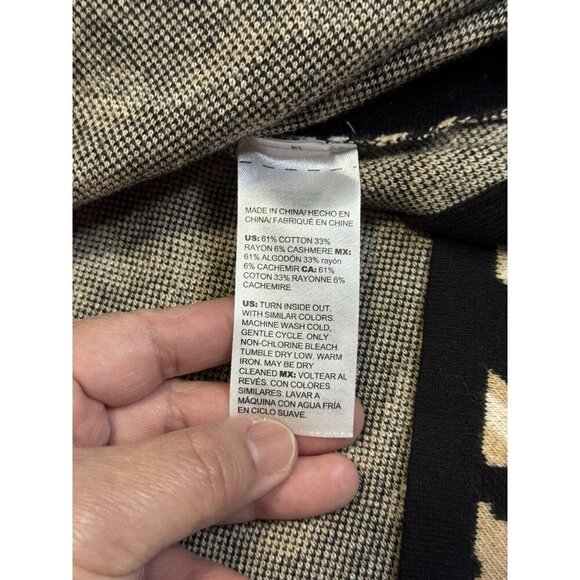 MADE IN CHINA/ HECHO EN
CHINA/ FABRIQUÉ EN CHINE
US: 61% COTTON 33%
RAYON 6% CASHMERE MX:
61% ALGODÓN 33% rayón
6% CACHEMIR CA: 61%
COTON 33% RAYONNE 6%
CACHEMIRE
US: TURN INSIDE OUT.
WITH SIMILAR COLORS.
MACHINE WASH COLD,
GENTLE CYCLE. ONLY
NON-CHLORINE BLEACH.
TUMBLE DRY LOW. WARM
IRON. MAY BE DRY
CLEANED MX: VOLTEAR AL
REVÉS. CON COLORES
SIMILARES. LAVAR A
MÁQUINA CON AGUA FRÍA
EN CICLO SUAVE.